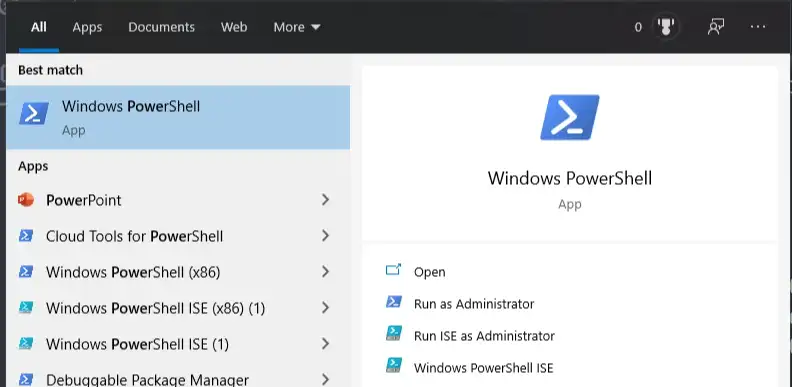 All Apps Documents Web More 0 ...
Best match
Windows PowerShell
App
Apps
PowerPoint
Cloud Tools for PowerShell
Windows PowerShell (x86)
Windows PowerShell ISE (x86) (1)
Windows PowerShell ISE (1)
Debuggable Package Manager
Windows PowerShell
App
Open
Run as Administrator
Run ISE as Administrator
Windows PowerShell ISE